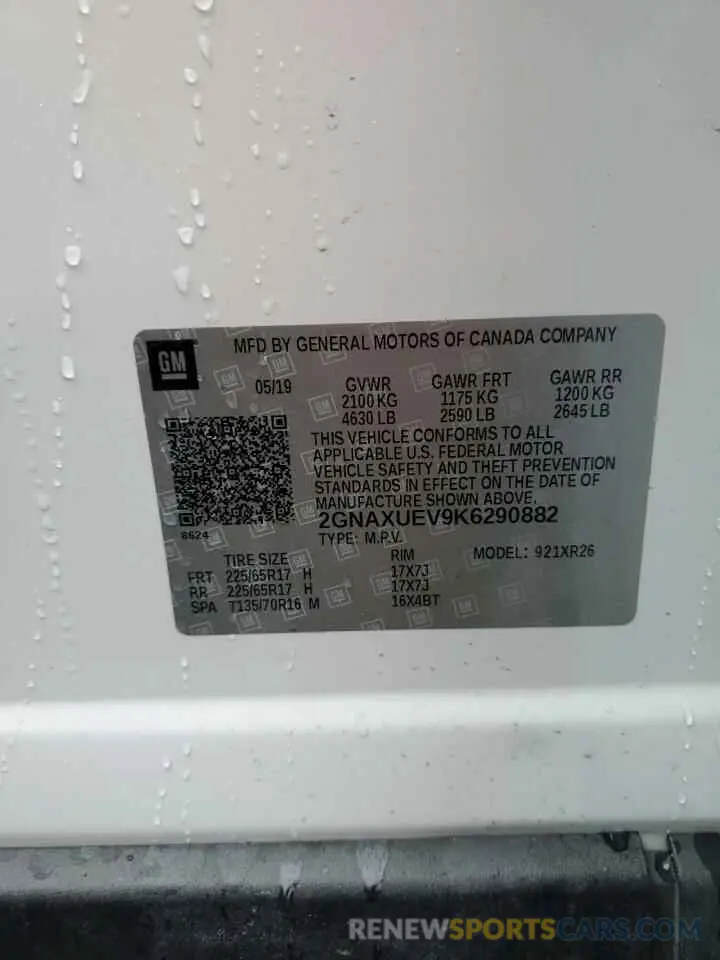 GM
MFD BY GENERAL MOTORS OF CANADA COMPANY
05/19 GVWR GAWR FRT GAWR RR
2100 KG 1175 KG 1200 KG
4630 LB 2590 LB 2645 LB
THIS VEHICLE CONFORMS TO ALL
APPLICABLE U.S. FEDERAL MOTOR
VEHICLE SAFETY AND THEFT PREVENTION
STANDARDS IN EFFECT ON THE DATE OF
MANUFACTURE SHOWN ABOVE.
2GNAXUEV9K6290882
8624 TYPE: M.P.V.
TIRE SIZE RIM MODEL: 921XR26
FRT 225/65R17 H 17X7J
RR 225/65R17 H 17X7J
SPA T135/70R16 M 16X4BT
RENEWSPORTSCARS.COM